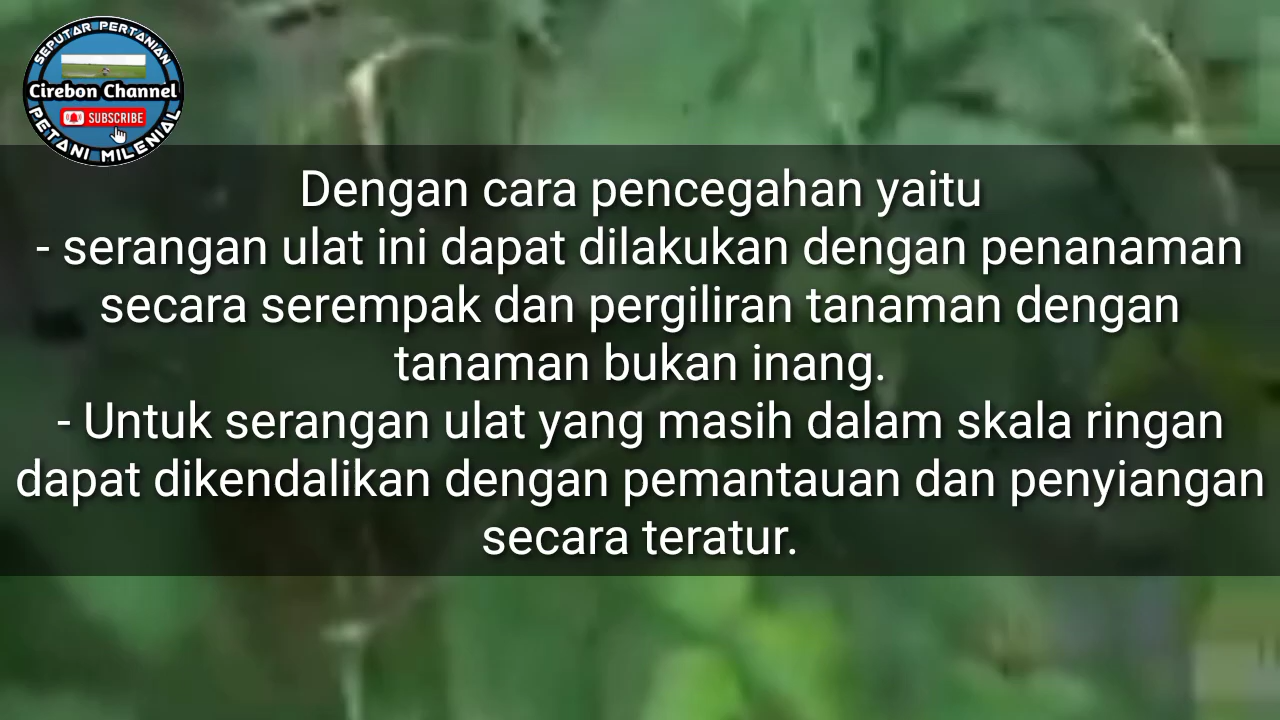 SEPUTAR PERTANIAN
Cirebon Channel
SUBSCRIBE
PETANI MILENIAL
Dengan cara pencegahan yaitu
- serangan ulat ini dapat dilakukan dengan penanaman
secara serempak dan pergiliran tanaman dengan
tanaman bukan inang.
- Untuk serangan ulat yang masih dalam skala ringan
dapat dikendalikan dengan pemantauan dan penyiangan
secara teratur.